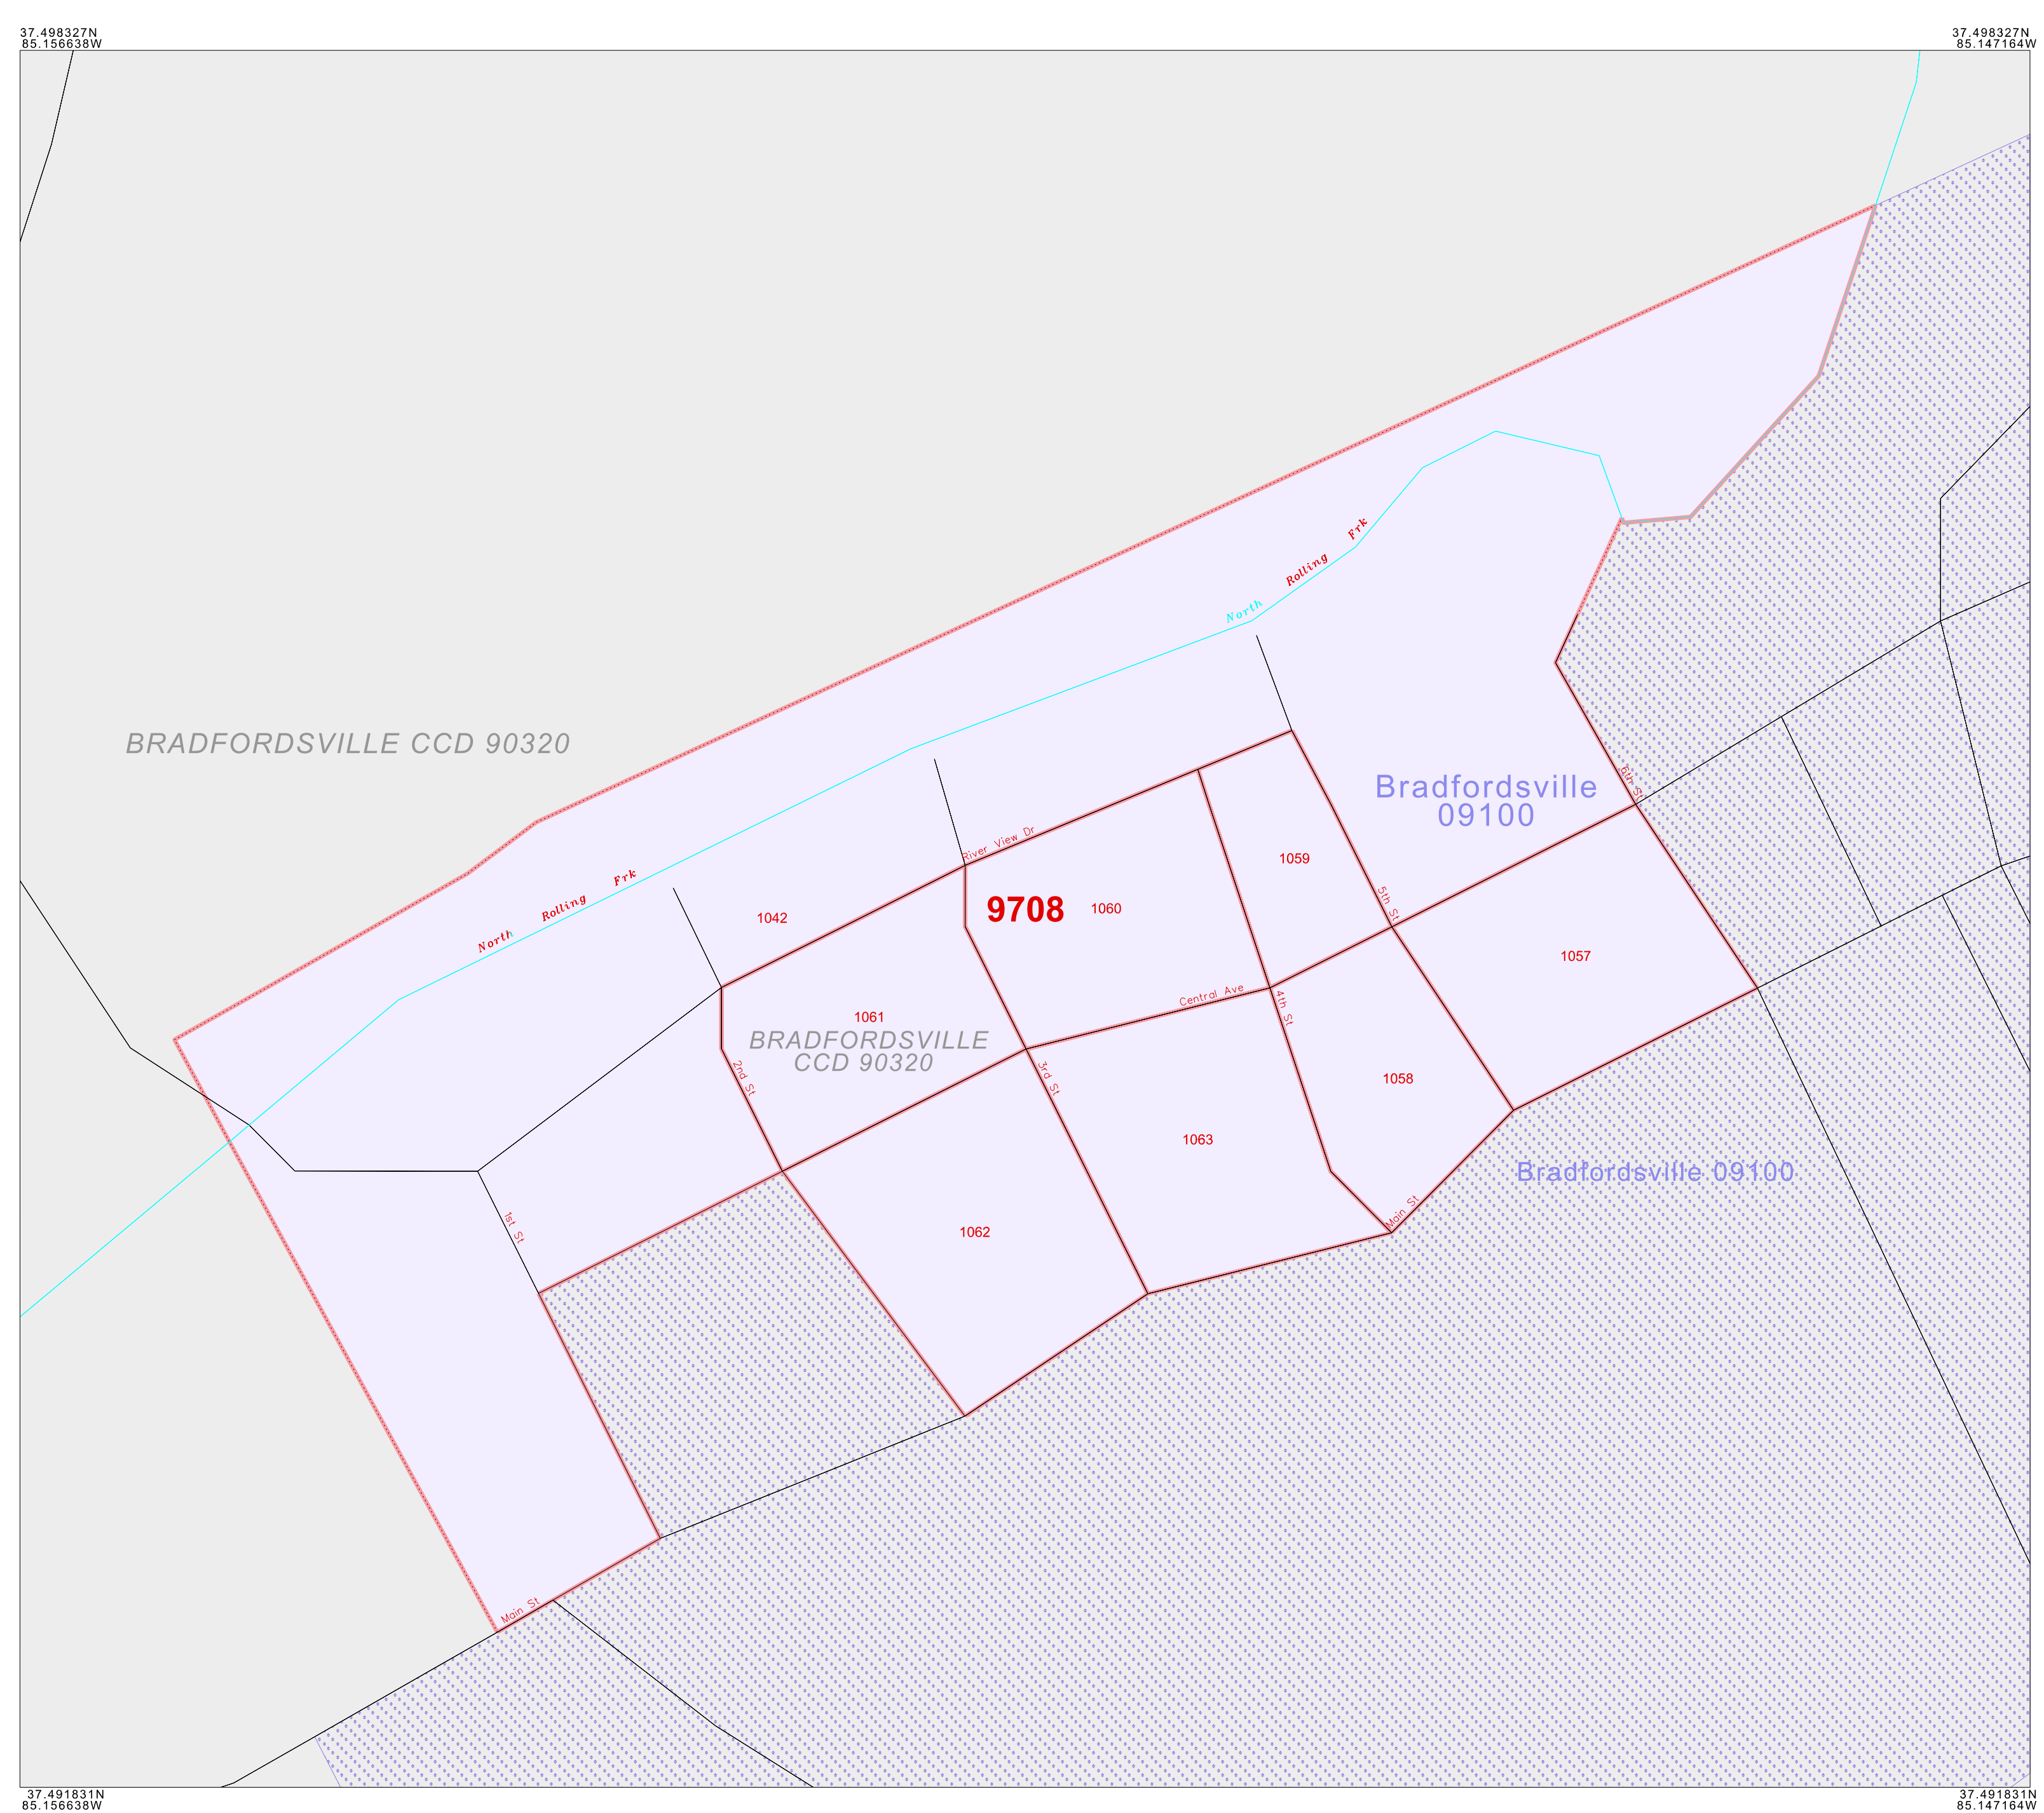 37.498327N
85.156638W
37.498327N
85.147164W
North Rolling Frk
BRADFORDSVILLE CCD 90320
Bradfordsville
09100
6th St
River View Dr
1059
North Rolling Frk
1042
9708
1060
5th St
1057
Central Ave
4th St
1061
BRADFORDSVILLE
CCD 90320
2nd St
3rd St
1058
1063
Bradfordsville 09100
1st St
1062
Main St
Main St
37.491831N
85.156638W
37.491831N
85.147164W